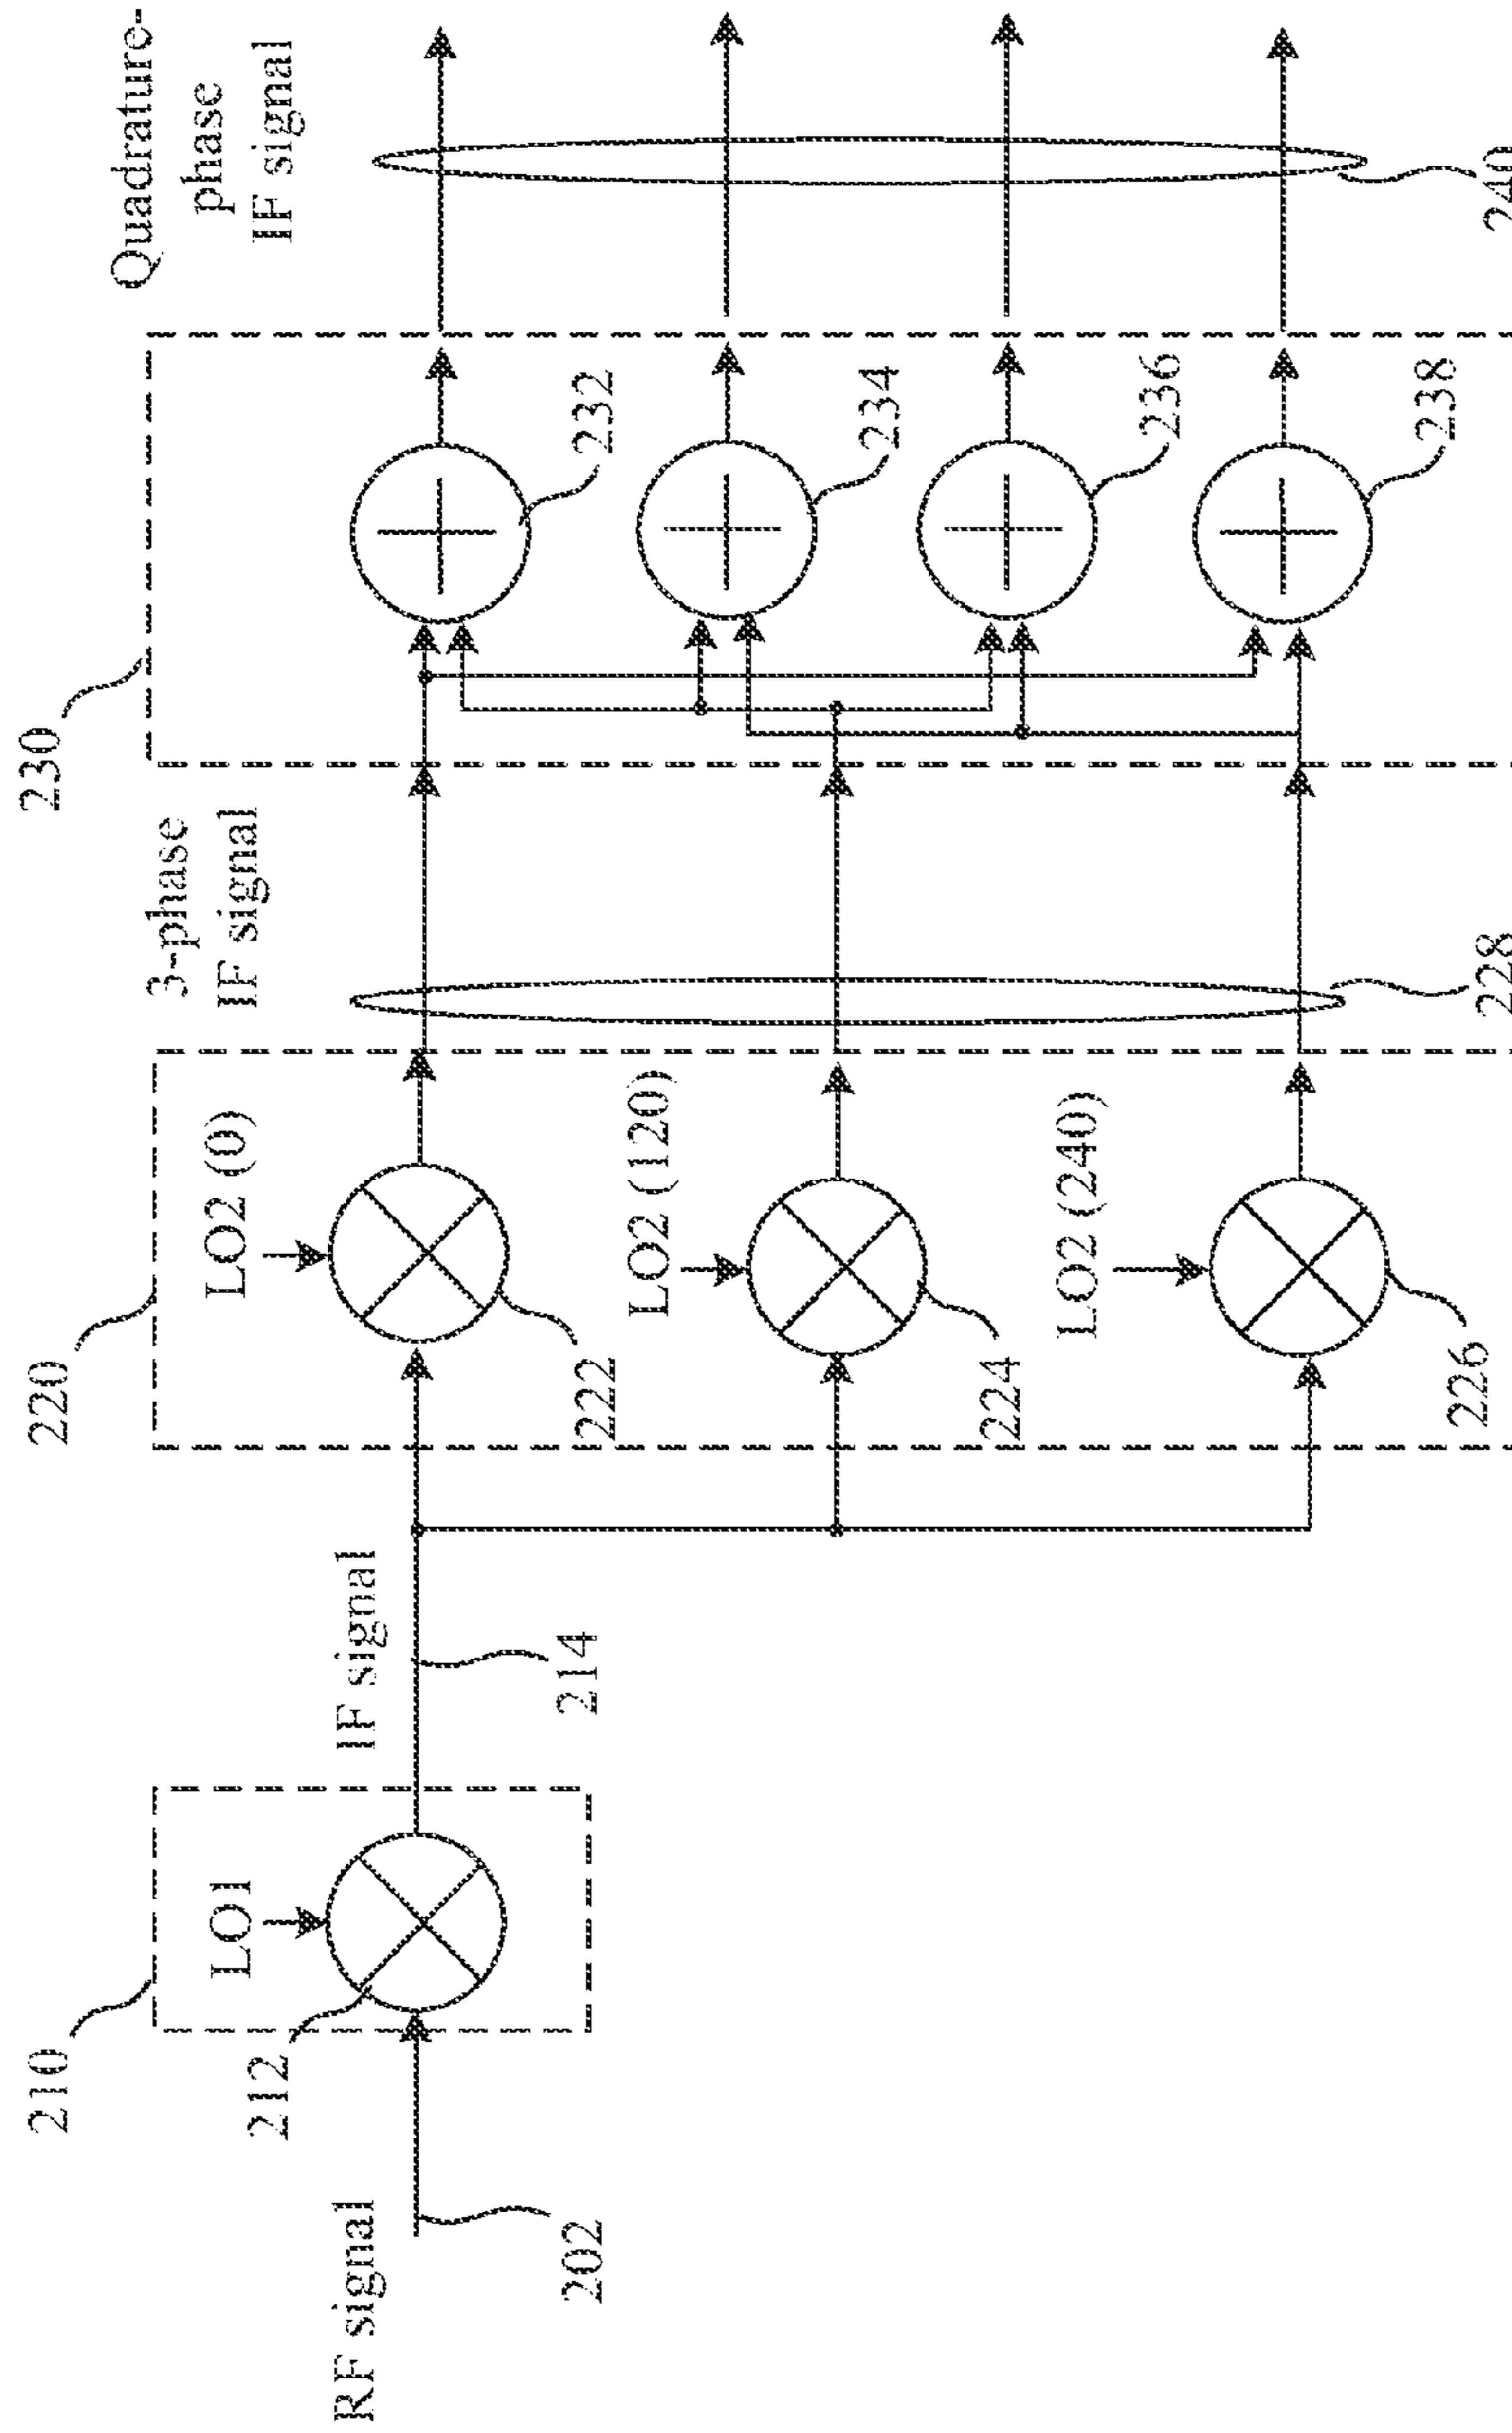 RF signal
202
210
212
LO1
IF signal
214
220
LO2 (0)
222
LO2 (120)
224
LO2 (240)
226
3-phase
IF signal
228
230
232
234
236
238
Quadrature-
phase
IF signal
240